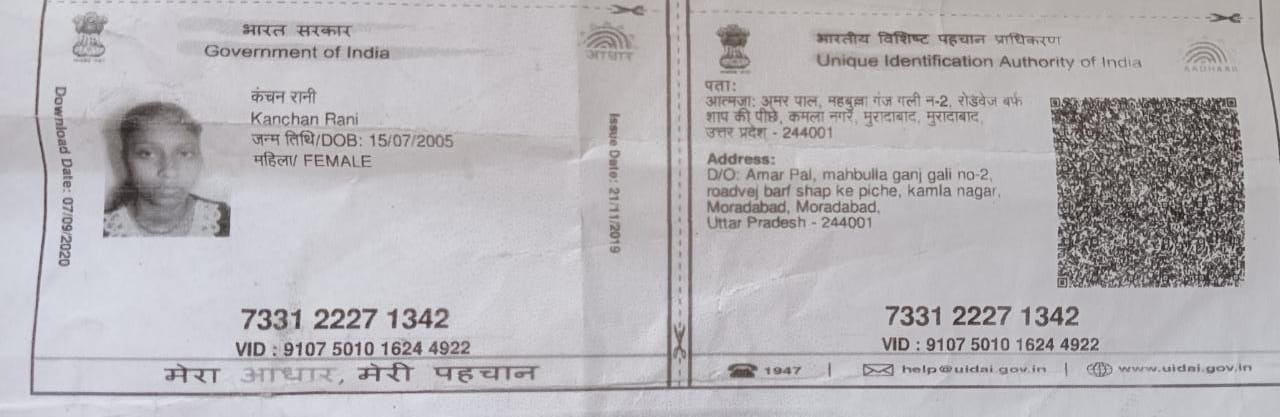 भारत सरकार
Government of India
आधार
Download Date: 07/09/2020
कंचन रानी
Kanchan Rani
जन्म तिथि/DOB: 15/07/2005
महिला/ FEMALE
Issue Date: 21/11/2019
7331 2227 1342
VID : 9107 5010 1624 4922
मेरा आधार, मेरी पहचान
भारतीय विशिष्ट पहचान प्राधिकरण
Unique Identification Authority of India
AADHAAR
पता:
आत्मजा: अमर पाल, महबुल्ला गंज गली न-2, रोडवेज बर्फ
शाप की पीछे, कमला नगर, मुरादाबाद, मुरादाबाद,
उत्तर प्रदेश - 244001
Address:
D/O: Amar Pal, mahbulla ganj gali no-2,
roadvej barf shap ke piche, kamla nagar,
Moradabad, Moradabad,
Uttar Pradesh - 244001
7331 2227 1342
VID : 9107 5010 1624 4922
1947 | help@uidai.gov.in | www.uidai.gov.in